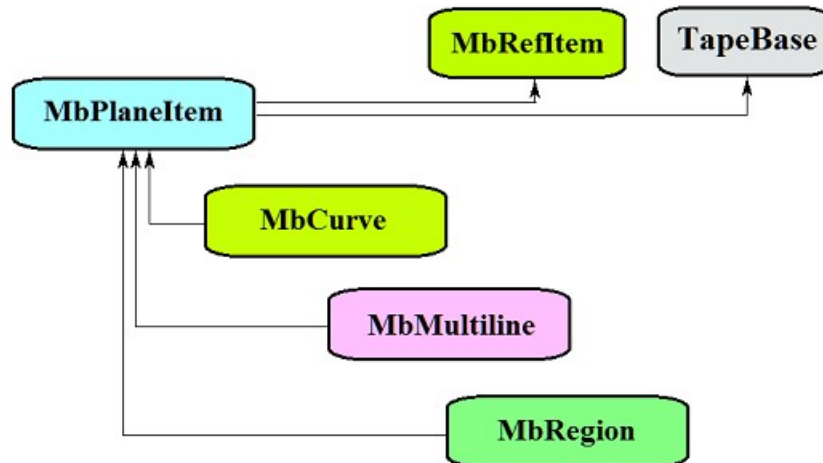 MbRefItem
TapeBase
MbPlaneItem
MbCurve
MbMultiline
MbRegion